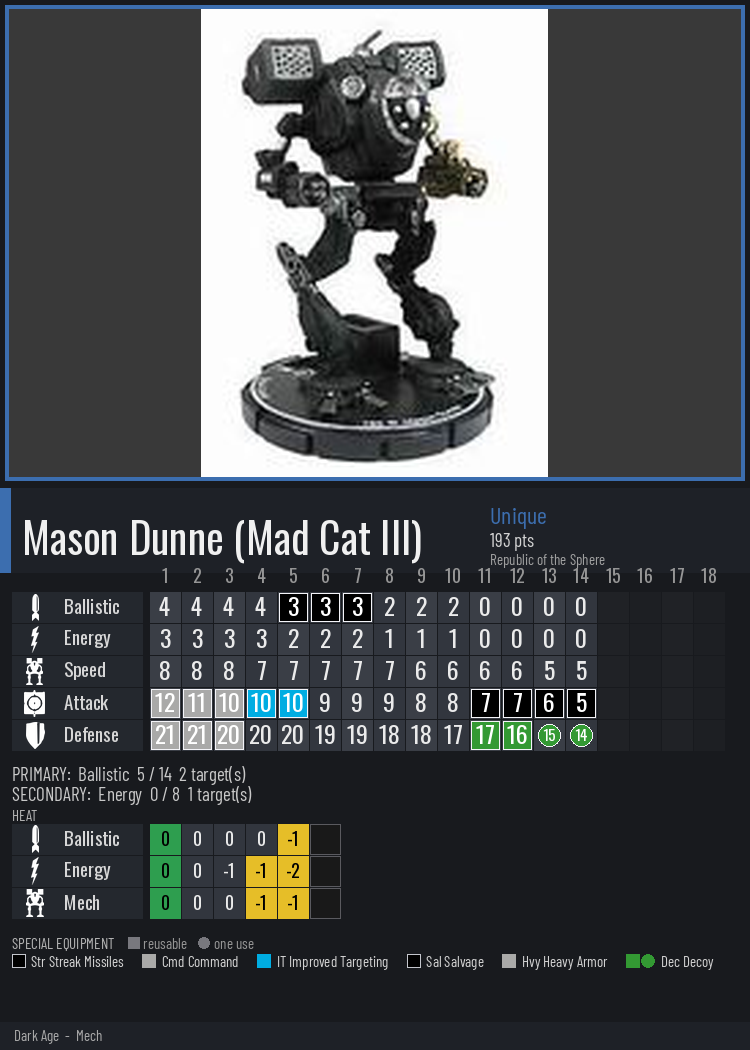 Mason Dunne (Mad Cat III)
Unique
193 pts
Republic of the Sphere
1 2 3 4 5 6 7 8 9 10 11 12 13 14 15 16 17 18
Ballistic 4 4 4 4 3 3 3 2 2 2 0 0 0 0
Energy 3 3 3 3 2 2 2 1 1 1 0 0 0 0
Speed 8 8 8 7 7 7 7 7 6 6 6 6 5 5
Attack 12 11 10 10 10 9 9 9 8 8 7 7 6 5
Defense 21 21 20 20 20 19 19 18 18 17 17 16 15 14
PRIMARY: Ballistic 5 / 14 2 target(s)
SECONDARY: Energy 0 / 8 1 target(s)
HEAT
Ballistic 0 0 0 0 -1
Energy 0 0 -1 -1 -2
Mech 0 0 0 -1 -1
SPECIAL EQUIPMENT reusable one use
Str Streak Missiles Cmd Command IT Improved Targeting Sal Salvage Hvy Heavy Armor Dec Decoy
Dark Age - Mech